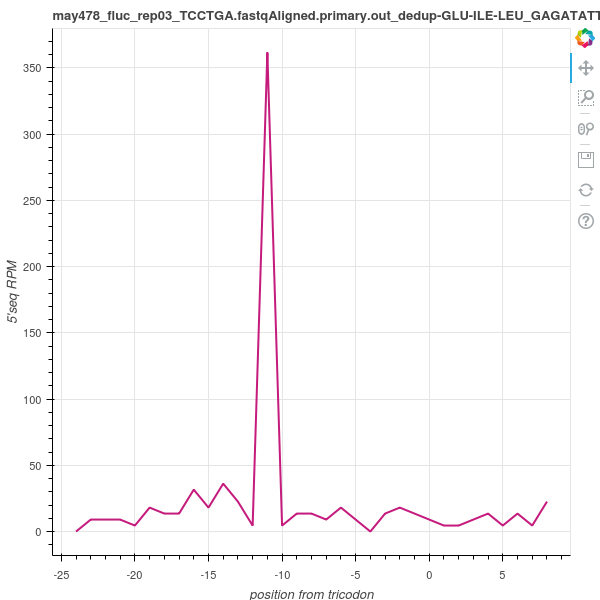 may478_fluc_rep03_TCCTGA.fastqAligned.primary.out_dedup-GLU-ILE-LEU_GAGATATT
350
300
250
200
150
100
50
0
5'seq RPM
-25 -20 -15 -10 -5 0 5
position from tricodon